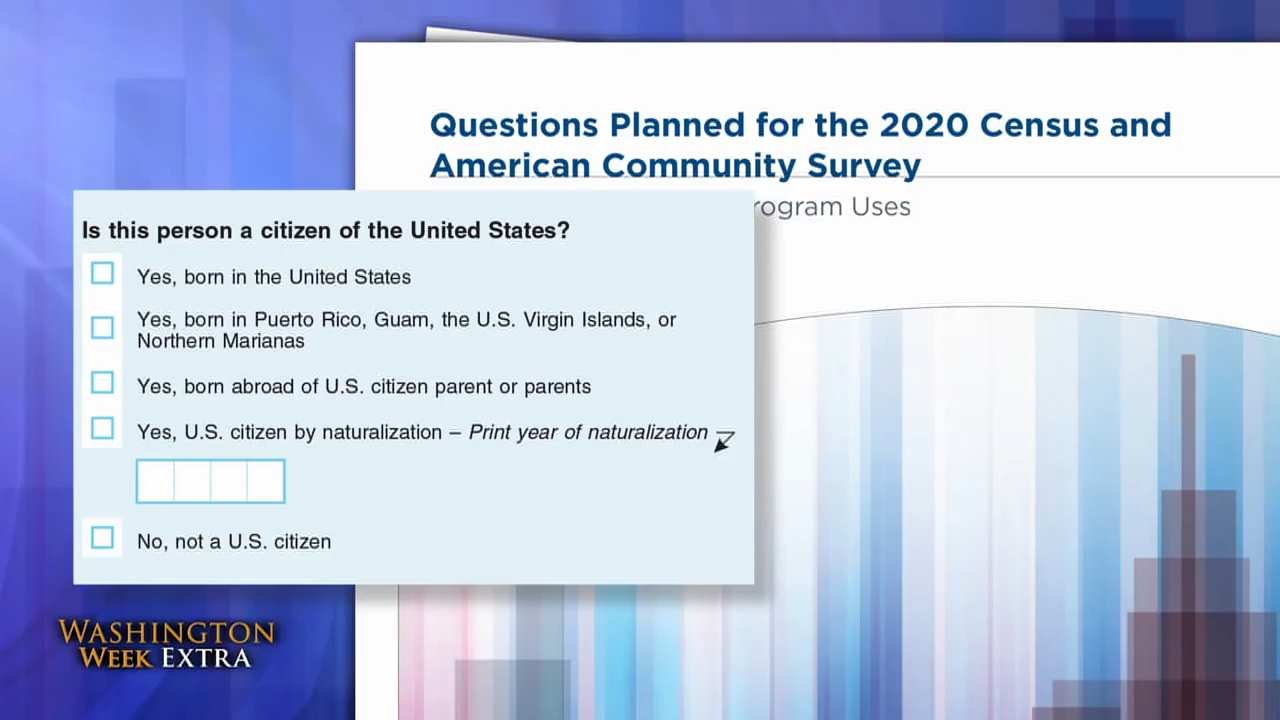 Questions Planned for the 2020 Census and
American Community Survey
Program Uses
Is this person a citizen of the United States?
Yes, born in the United States
Yes, born in Puerto Rico, Guam, the U.S. Virgin Islands, or
Northern Marianas
Yes, born abroad of U.S. citizen parent or parents
Yes, U.S. citizen by naturalization – Print year of naturalization
No, not a U.S. citizen
WASHINGTON
WEEK EXTRA